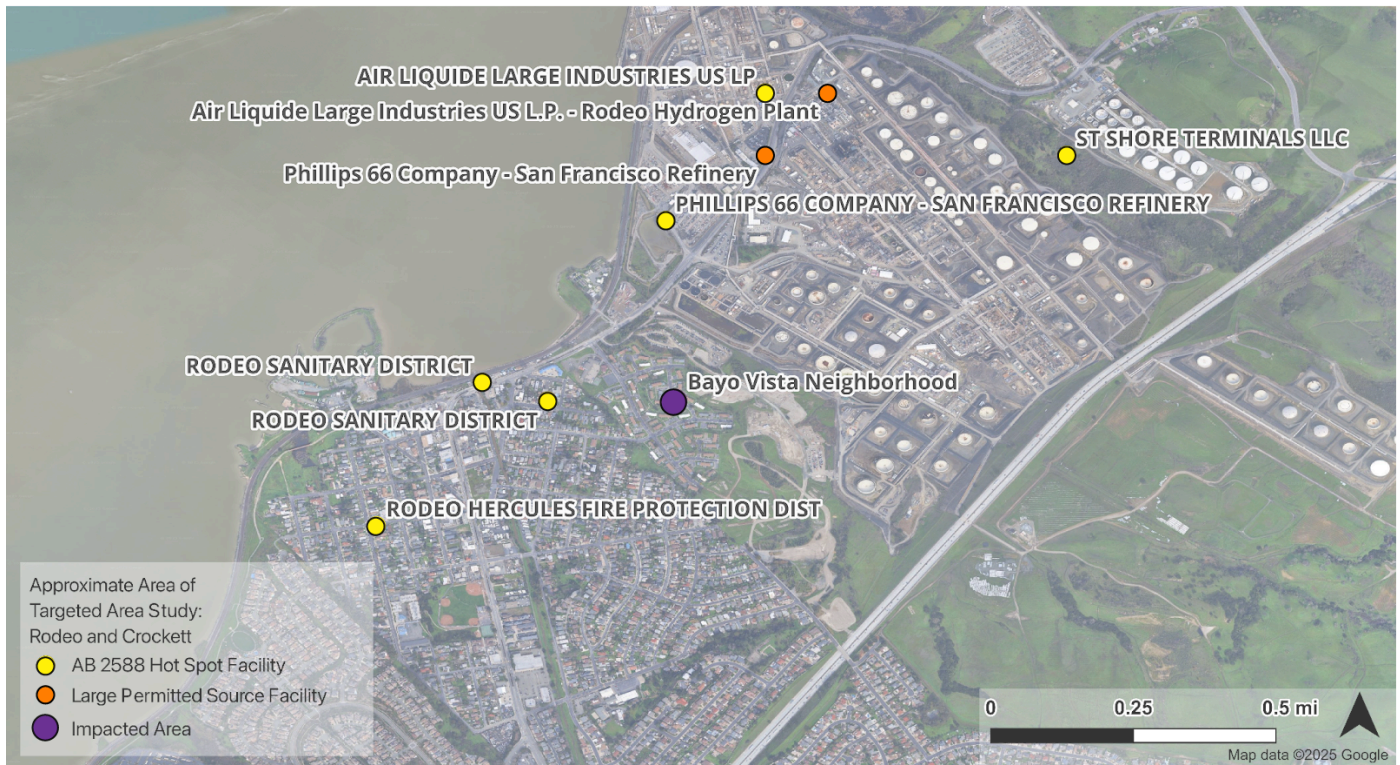 AIR LIQUIDE LARGE INDUSTRIES US LP
Air Liquide Large Industries US L.P. - Rodeo Hydrogen Plant
ST SHORE TERMINALS LLC
Phillips 66 Company - San Francisco Refinery
PHILLIPS 66 COMPANY - SAN FRANCISCO REFINERY
RODEO SANITARY DISTRICT
Bayo Vista Neighborhood
RODEO SANITARY DISTRICT
RODEO HERCULES FIRE PROTECTION DIST
Approximate Area of
Targeted Area Study:
Rodeo and Crockett
AB 2588 Hot Spot Facility
Large Permitted Source Facility
Impacted Area
0 0.25 0.5 mi
Map data ©2025 Google